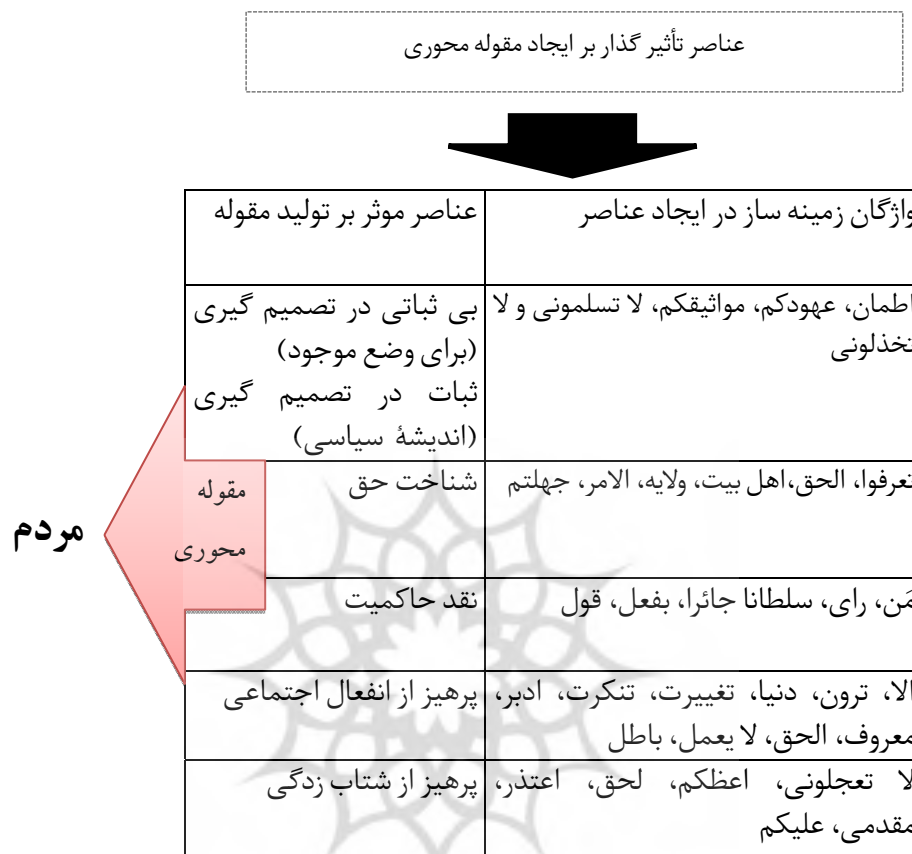 عناصر تأثیر گذار بر ایجاد مقوله محوری
واژگان زمینه ساز در ایجاد عناصر
عناصر موثر بر تولید مقوله
اطمان، عهودکم، مواثیقکم، لا تسلمونی و لا
تخذلونی
بی ثباتی در تصمیم گیری
(برای وضع موجود)
ثبات در تصمیم گیری
(اندیشهٔ سیاسی)
تعرفوا، الحق،اهل بیت، ولایه، الامر، جهلتم
شناخت حق
مَن، رای، سلطانا جائرا، بفعل، قول
نقد حاکمیت
الا، ترون، دنیا، تغییرت، تنکرت، ادبر،
معروف، الحق، لا یعمل، باطل
پرهیز از انفعال اجتماعی
لا تعجلونی، اعظکم، لحق، اعتذر،
مقدمی، علیکم
پرهیز از شتاب زدگی
مقوله
محوری
مردم